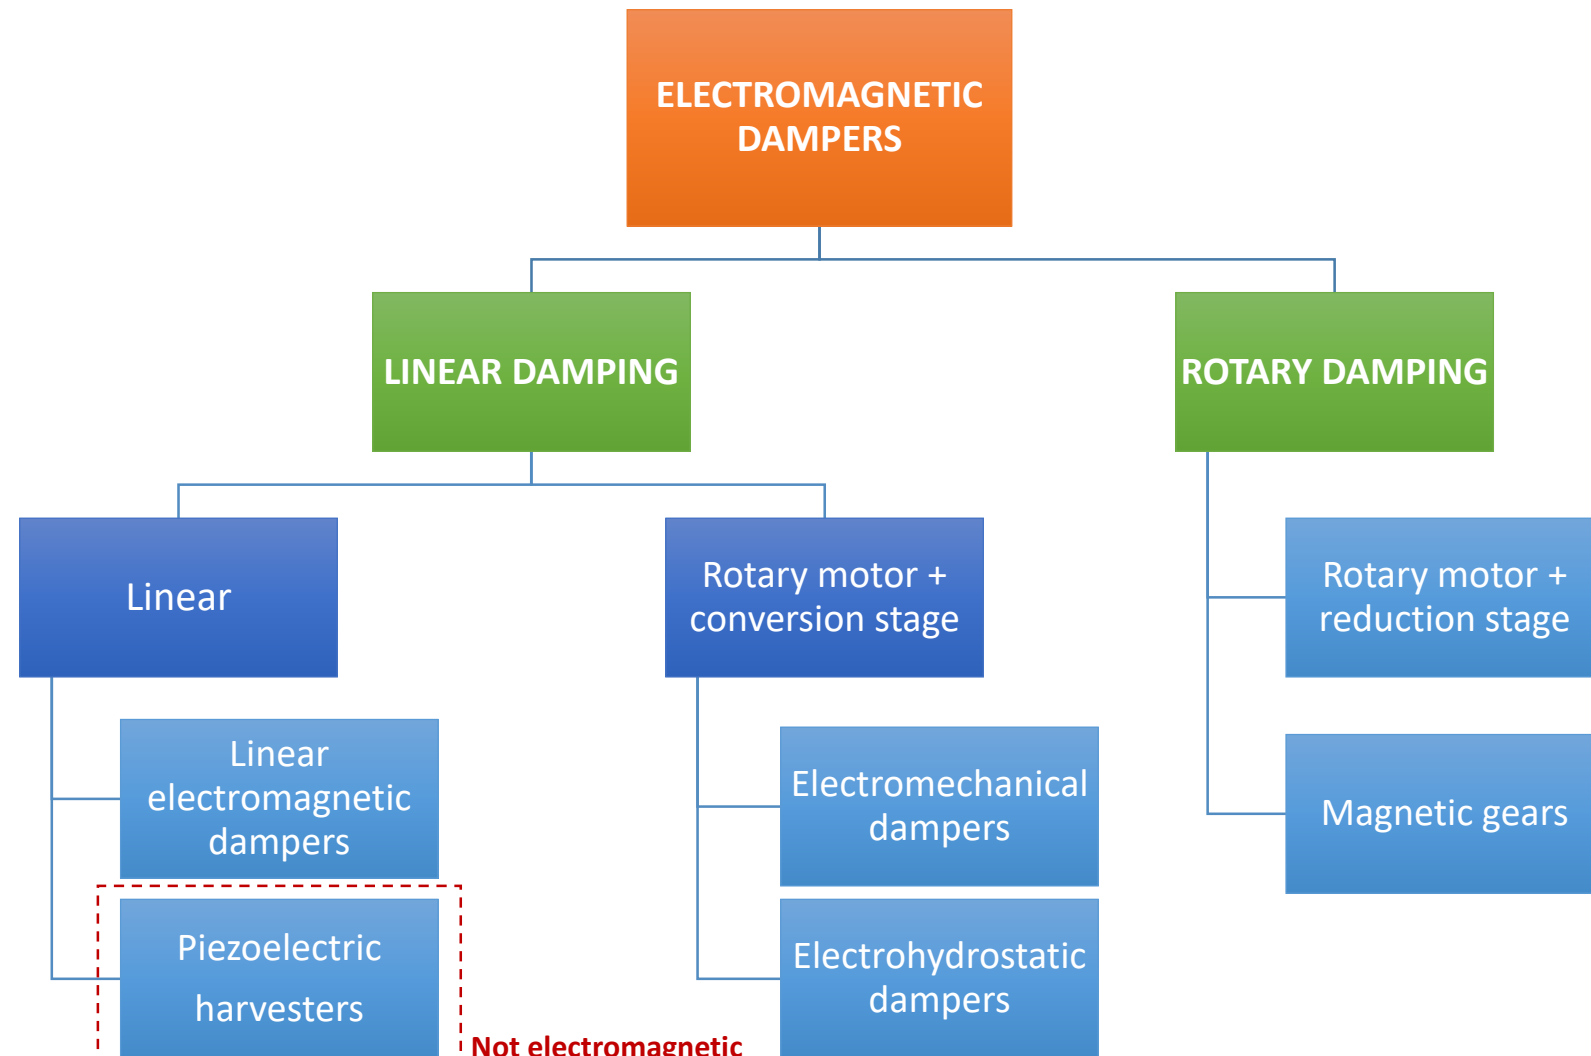 ELECTROMAGNETIC
DAMPERS
LINEAR DAMPING
ROTARY DAMPING
Linear
Rotary motor +
conversion stage
Rotary motor +
reduction stage
Linear
electromagnetic
dampers
Electromechanical
dampers
Magnetic gears
Piezoelectric
harvesters
Electrohydrostatic
dampers
Not electromagnetic